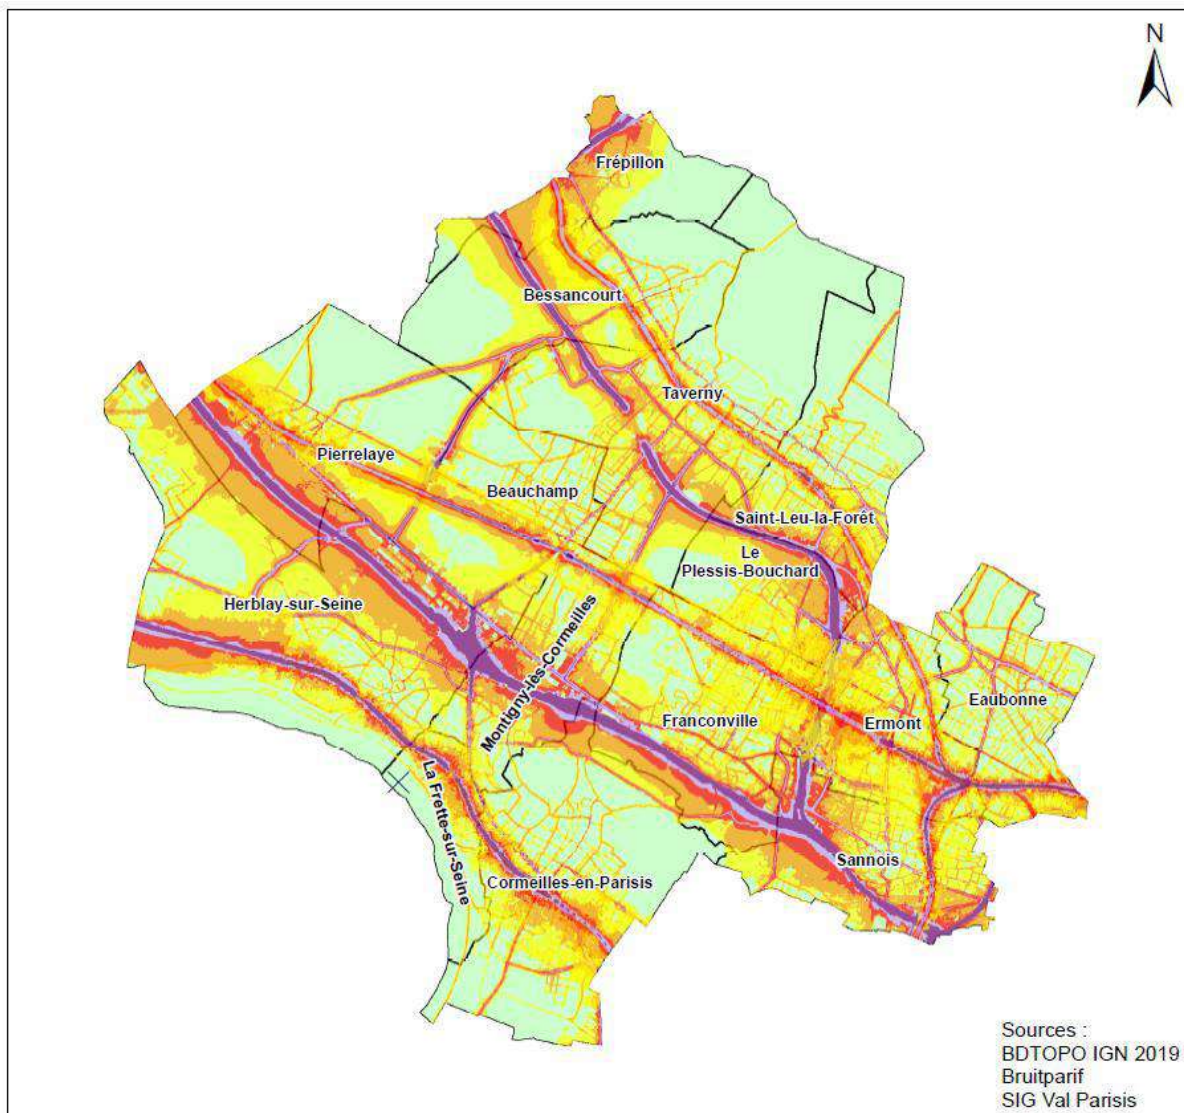 N
Frépillon
Bessancourt
Taverny
Pierrelaye
Beauchamp
Saint-Leu-la-Forêt
Le
Plessis-Bouchard
Herblay-sur-Seine
Montigny-lès-Cormeilles
Eaubonne
Franconville
Ermont
La Frette-sur-Seine
Sannois
Cormeilles-en-Parisis
Sources :
BDTOPO IGN 2019
Bruitparif
SIG Val Parisis